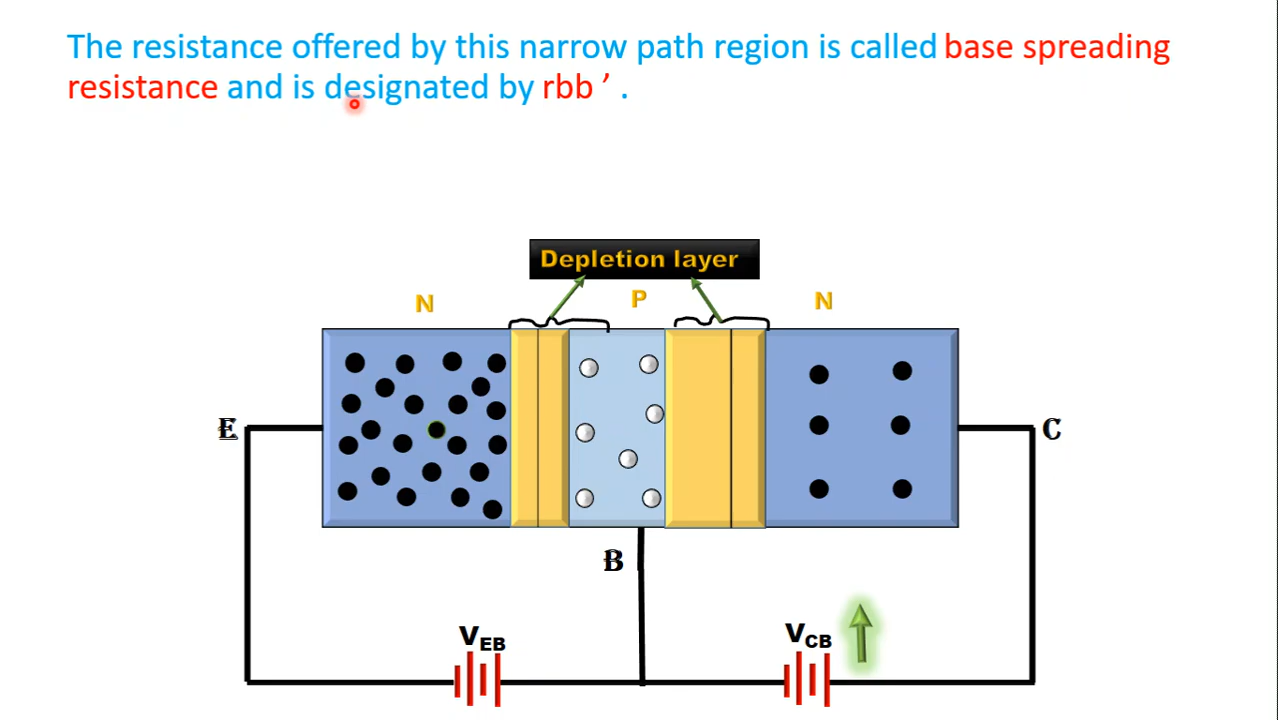 The resistance offered by this narrow path region is called base spreading
resistance and is designated by rbb ’ .
Depletion layer
N
P
N
E
C
B
VEB
VCB